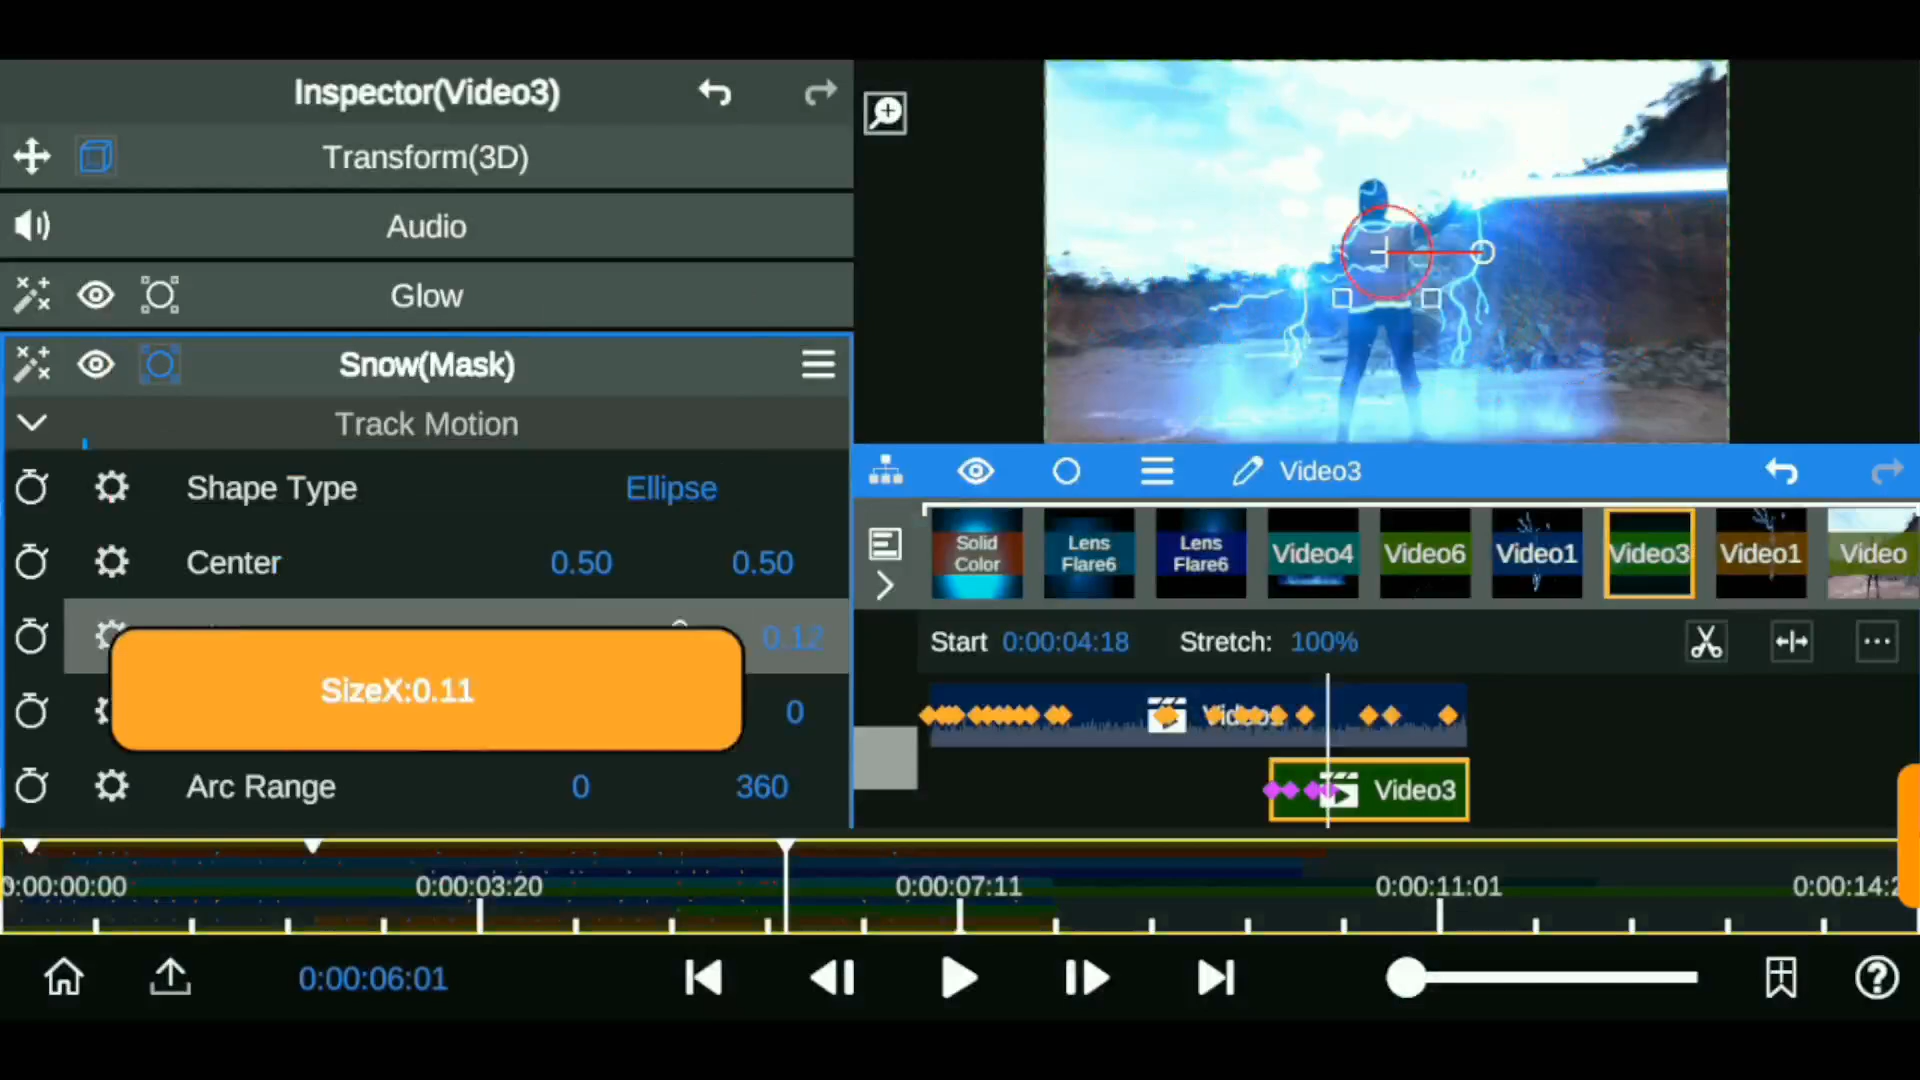 Inspector(Video3)
Transform(3D)
Audio
Glow
Snow(Mask)
Track Motion
Shape Type Ellipse
Center 0.50 0.50
0.12
SizeX:0.11
0
Arc Range 0 360
Video3
Solid Color
Lens Flare6
Lens Flare6
Video4
Video6
Video1
Video3
Video1
Video
Start 0:00:04:18 Stretch: 100%
Video3
0:00:00:00 0:00:03:20 0:00:07:11 0:00:11:01 0:00:14:2
0:00:06:01